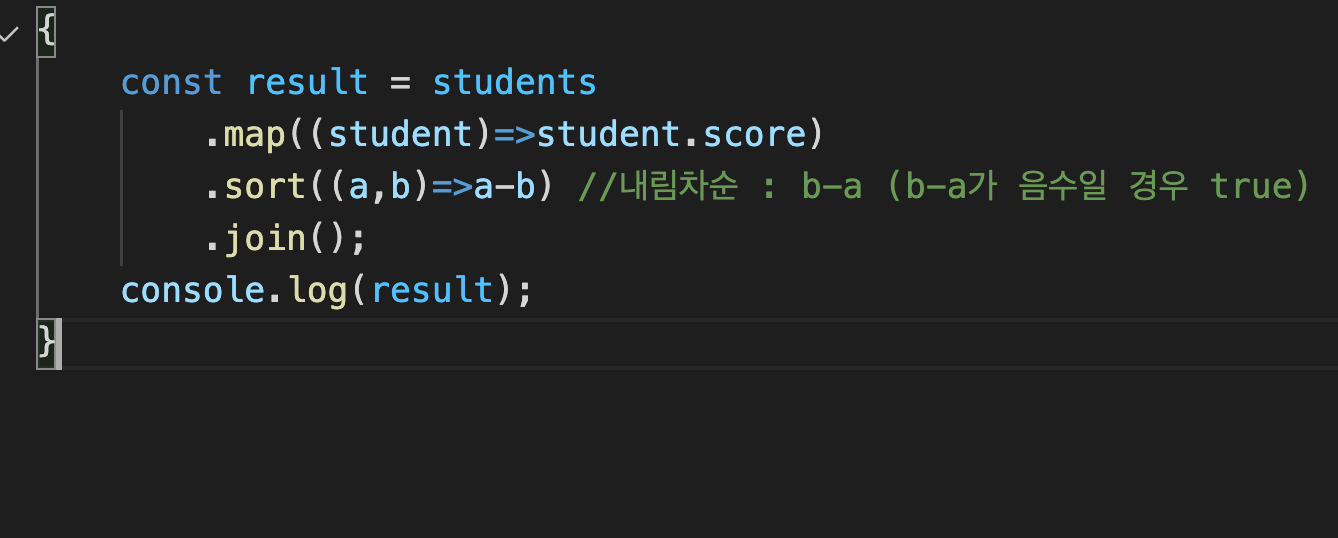 {
const result = students
.map((student)=>student.score)
.sort((a,b)=>a-b) //내림차순 : b-a (b-a가 음수일 경우 true)
.join();
console.log(result);
}